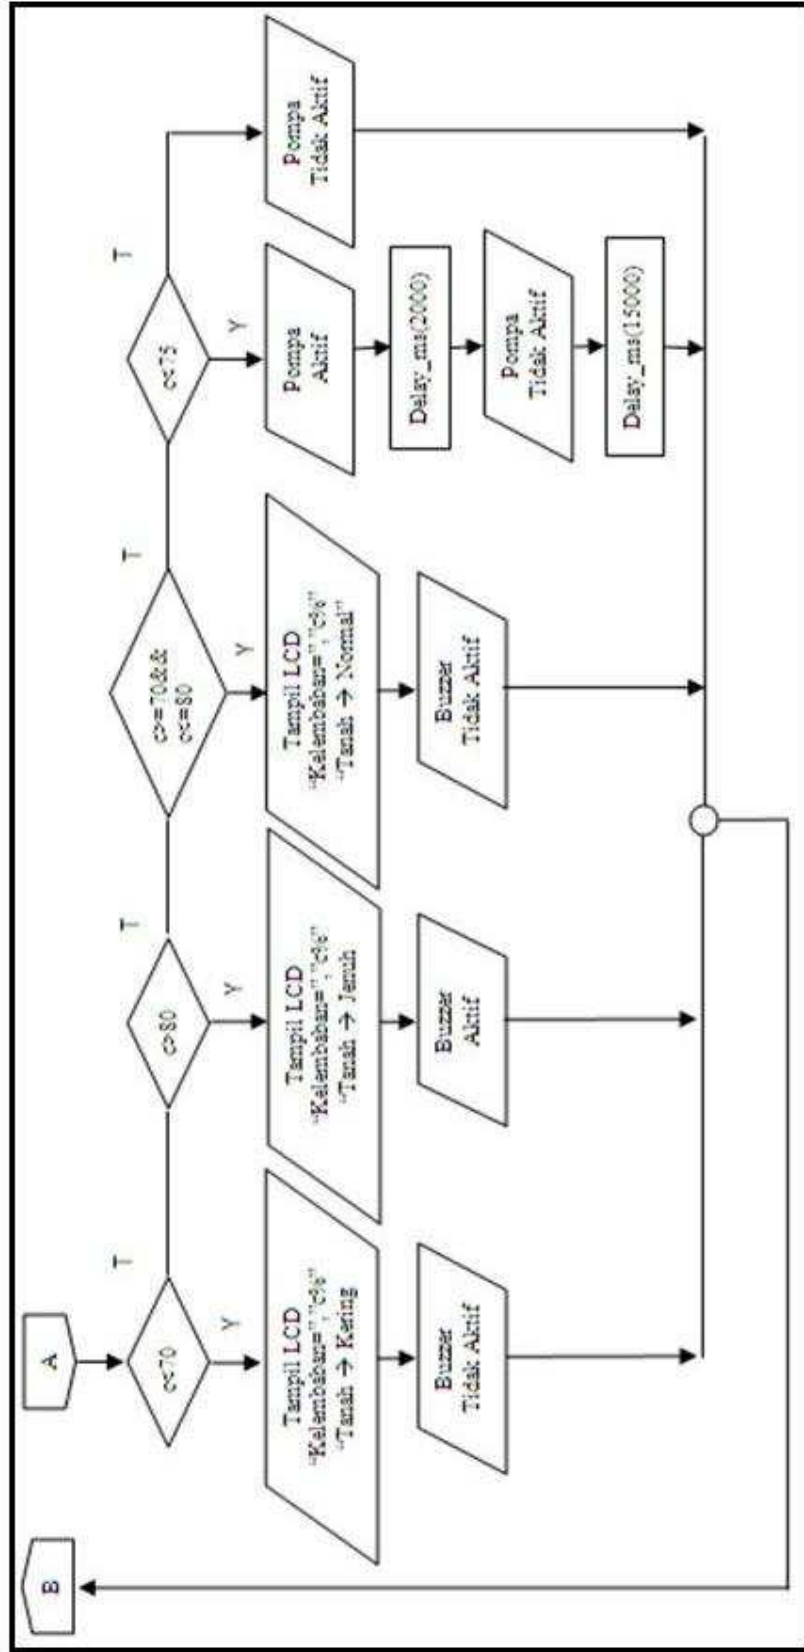 B
A
c<70
T
Y
Tampil LCD
“Kelembaban=”,“c%”
“Tanah → Kering
Buzzer
Tidak Aktif
c>80
T
Y
Tampil LCD
“Kelembaban=”,“c%”
“Tanah → Jenuh
Buzzer
Aktif
c>=70&&
c<=80
T
Y
Tampil LCD
“Kelembaban=”,“c%”
“Tanah → Normal”
Buzzer
Tidak Aktif
c<75
T
Y
Pompa
Aktif
Delay_ms(2000)
Pompa
Tidak Aktif
Delay_ms(15000)
Pompa
Tidak Aktif